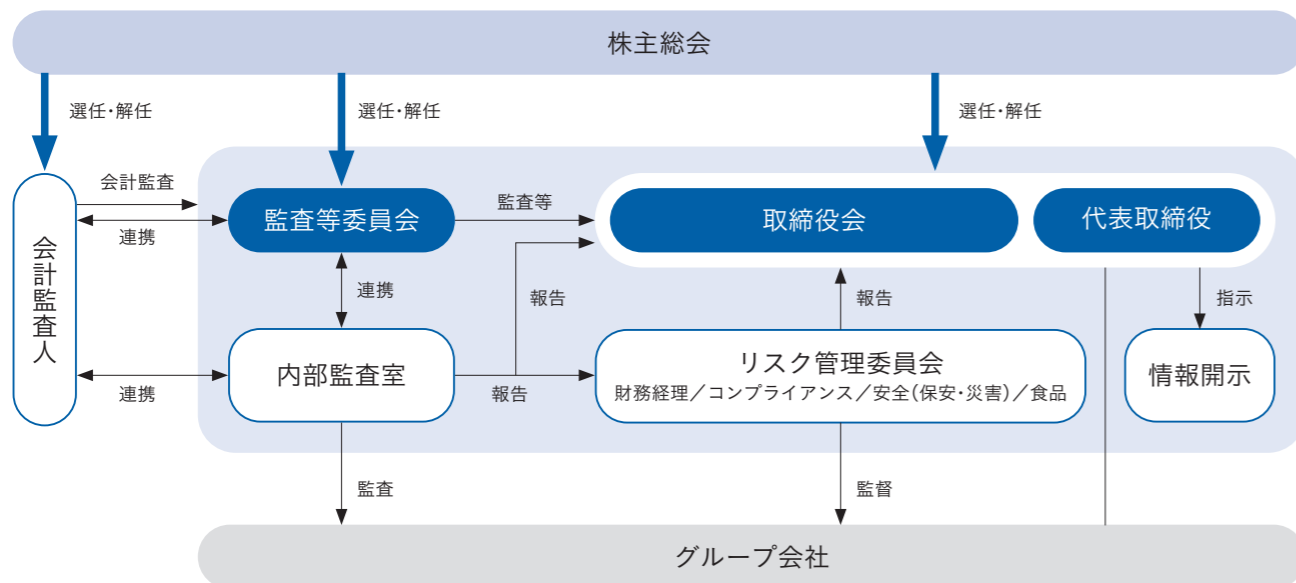 株主総会
選任・解任
選任・解任
選任・解任
会計監査
連携
会計監査人
監査等委員会
監査等
取締役会
代表取締役
連携
報告
報告
指示
連携
内部監査室
報告
リスク管理委員会
財務経理／コンプライアンス／安全(保安・災害)／食品
情報開示
監査
監督
グループ会社